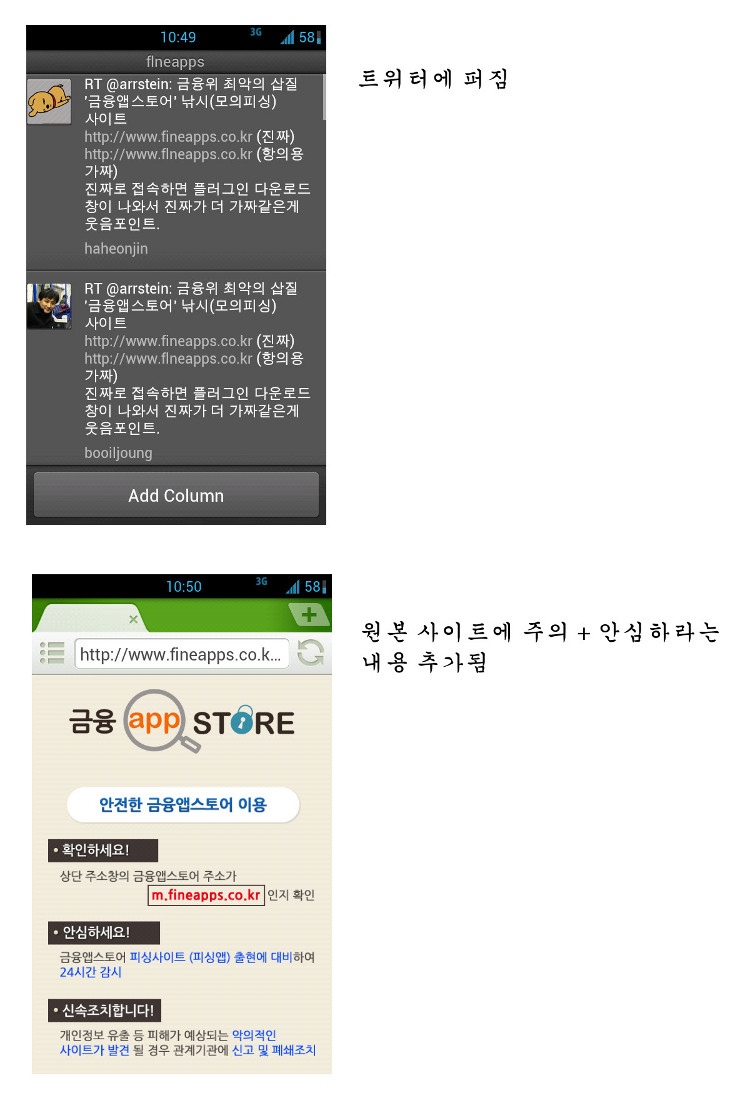 10:49
3G
58
flneapps
트위터에 퍼짐
RT @arrstein: 금융위 최악의 삽질
'금융앱스토어' 낚시(모의피싱)
사이트
http://www.fineapps.co.kr (진짜)
http://www.flneapps.co.kr (항의용
가짜)
진짜로 접속하면 플러그인 다운로드
창이 나와서 진짜가 더 가짜같은게
웃음포인트.
haheonjin
RT @arrstein: 금융위 최악의 삽질
'금융앱스토어' 낚시(모의피싱)
사이트
http://www.fineapps.co.kr (진짜)
http://www.flneapps.co.kr (항의용
가짜)
진짜로 접속하면 플러그인 다운로드
창이 나와서 진짜가 더 가짜같은게
웃음포인트.
booiljoung
Add Column
10:50
3G
58
http://www.fineapps.co.k...
원본 사이트에 주의 + 안심하라는
내용 추가됨
금융 app STORE
안전한 금융앱스토어 이용
• 확인하세요!
상단 주소창의 금융앱스토어 주소가
m.fineapps.co.kr 인지 확인
• 안심하세요!
금융앱스토어 피싱사이트 (피싱앱) 출현에 대비하여
24시간 감시
• 신속조치합니다!
개인정보 유출 등 피해가 예상되는 악의적인
사이트가 발견 될 경우 관계기관에 신고 및 폐쇄조치